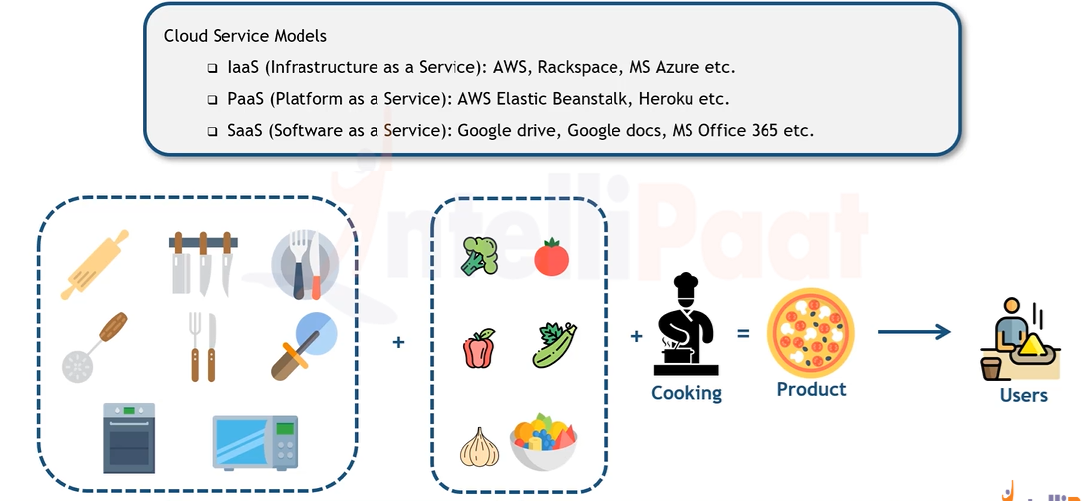 Cloud Service Models
IaaS (Infrastructure as a Service): AWS, Rackspace, MS Azure etc.
PaaS (Platform as a Service): AWS Elastic Beanstalk, Heroku etc.
SaaS (Software as a Service): Google drive, Google docs, MS Office 365 etc.
IntelliPaat
+ + =
Cooking
Product
Users